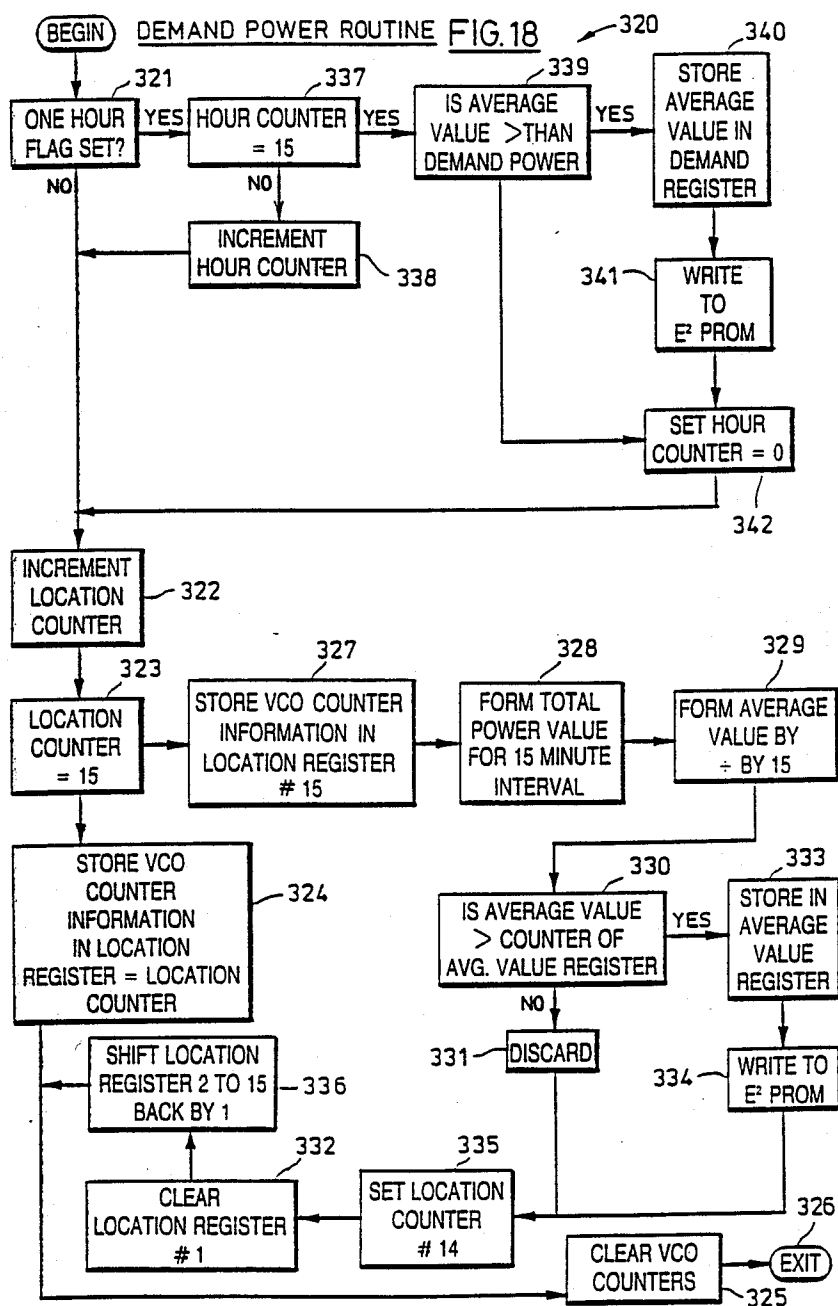 BEGIN
DEMAND POWER ROUTINE FIG.18
320
321
ONE HOUR
FLAG SET?
YES
NO
337
HOUR COUNTER
= 15
YES
NO
INCREMENT
HOUR COUNTER
338
339
IS AVERAGE
VALUE >THAN
DEMAND POWER
YES
340
STORE
AVERAGE
VALUE IN
DEMAND
REGISTER
341
WRITE
TO
E² PROM
SET HOUR
COUNTER = 0
342
INCREMENT
LOCATION
COUNTER
322
323
LOCATION
COUNTER
= 15
327
STORE VCO COUNTER
INFORMATION IN
LOCATION REGISTER
# 15
328
FORM TOTAL
POWER VALUE
FOR 15 MINUTE
INTERVAL
329
FORM AVERAGE
VALUE BY
÷ BY 15
STORE VCO
COUNTER
INFORMATION
IN LOCATION
REGISTER = LOCATION
COUNTER
324
330
IS AVERAGE VALUE
> COUNTER OF
AVG. VALUE REGISTER
YES
NO
333
STORE IN
AVERAGE
VALUE
REGISTER
331
DISCARD
334
WRITE TO
E² PROM
SHIFT LOCATION
REGISTER 2 TO 15
BACK BY 1
336
332
CLEAR
LOCATION REGISTER
# 1
335
SET LOCATION
COUNTER
# 14
CLEAR VCO
COUNTERS
325
326
EXIT